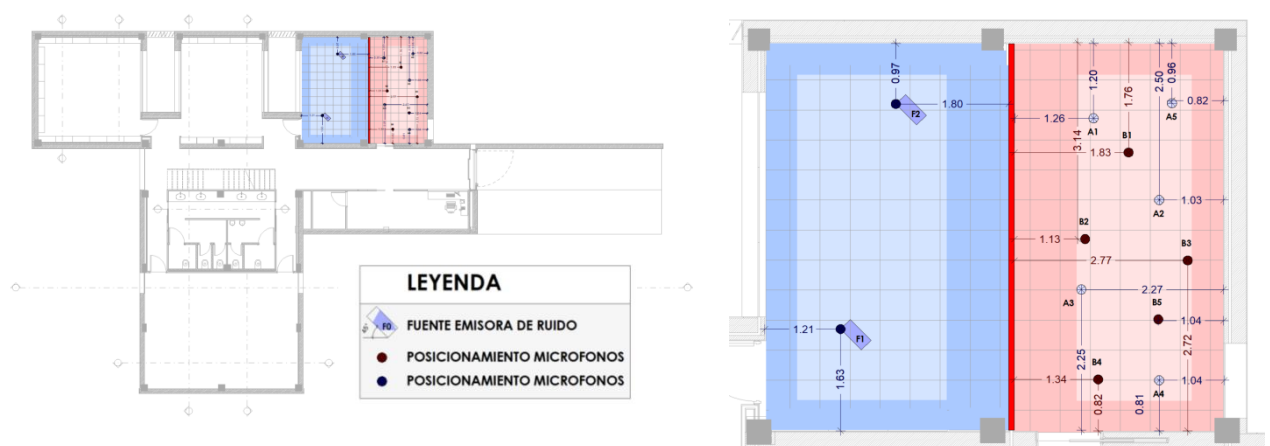 LEYENDA
F0
45°
FUENTE EMISORA DE RUIDO
POSICIONAMIENTO MICROFONOS
POSICIONAMIENTO MICROFONOS
0.97
1.20
1.76
2.50
0.96
1.80
F2
0.82
1.26
A1
A5
3.14
B1
1.83
1.03
A2
B2
1.13
B3
2.77
2.27
A3
B5
1.21
F1
1.04
2.72
2.25
1.63
B4
1.34
0.82
0.81
1.04
A4